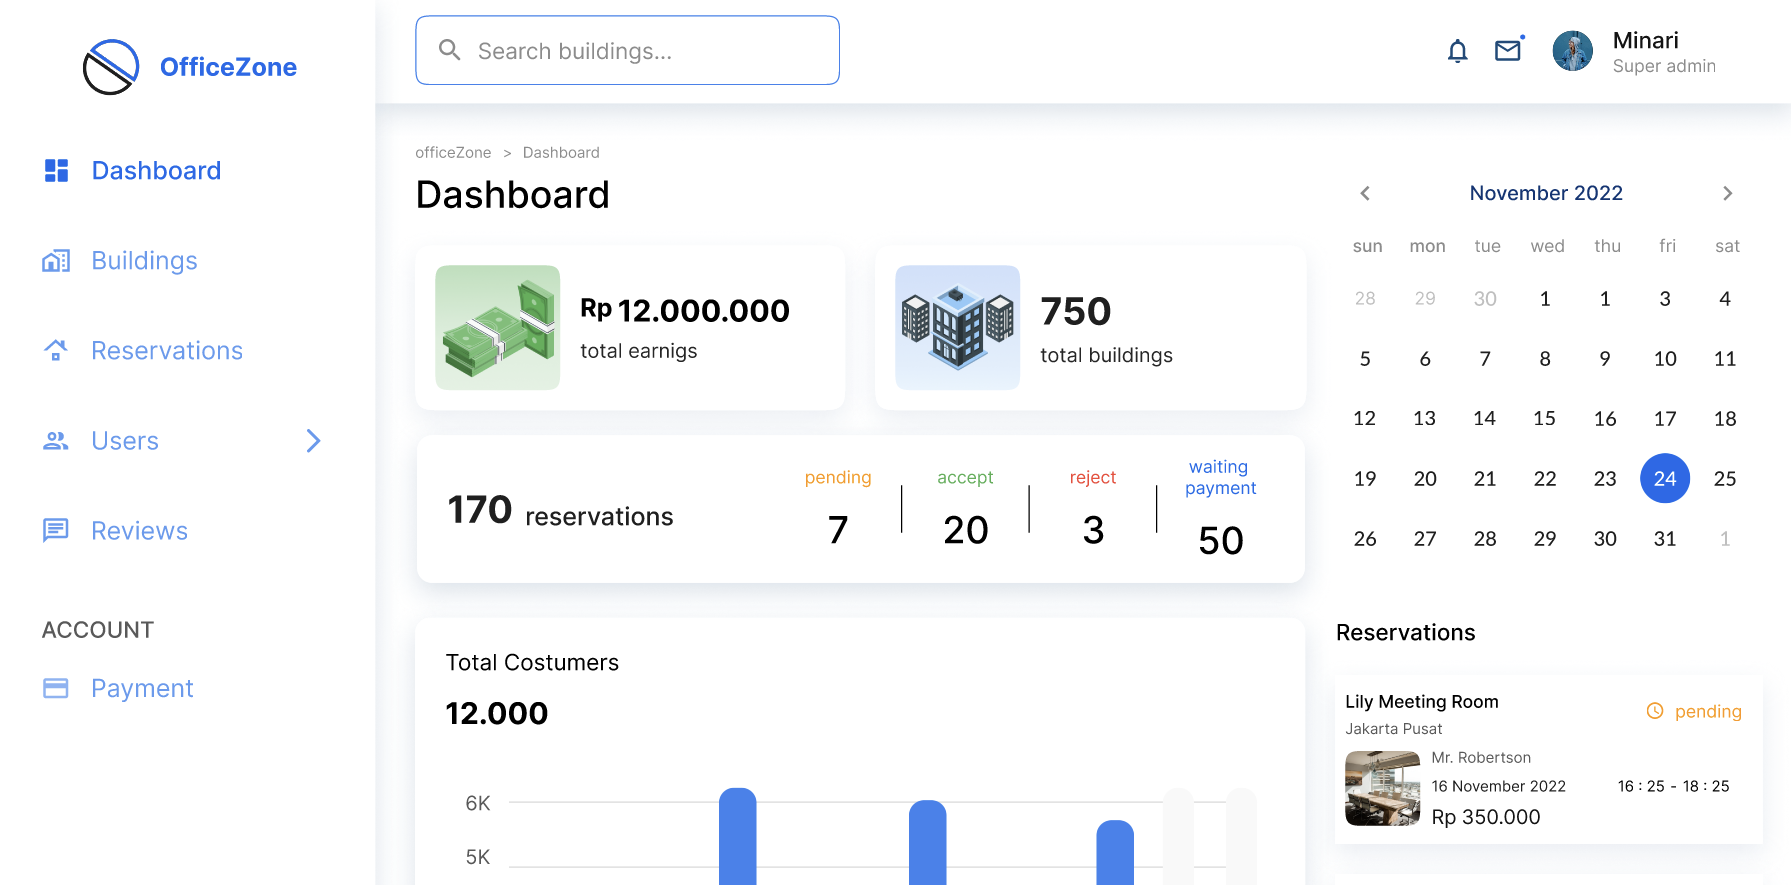 OfficeZone
Dashboard
Buildings
Reservations
Users
Reviews
ACCOUNT
Payment
Search buildings...
Minari
Super admin
officeZone > Dashboard
Dashboard
Rp 12.000.000
total earnigs
750
total buildings
170 reservations
pending
7
accept
20
reject
3
waiting
payment
50
Total Costumers
12.000
6K
5K
November 2022
sun mon tue wed thu fri sat
28 29 30 1 1 3 4
5 6 7 8 9 10 11
12 13 14 15 16 17 18
19 20 21 22 23 24 25
26 27 28 29 30 31 1
Reservations
Lily Meeting Room
pending
Jakarta Pusat
Mr. Robertson
16 November 2022 16 : 25 - 18 : 25
Rp 350.000